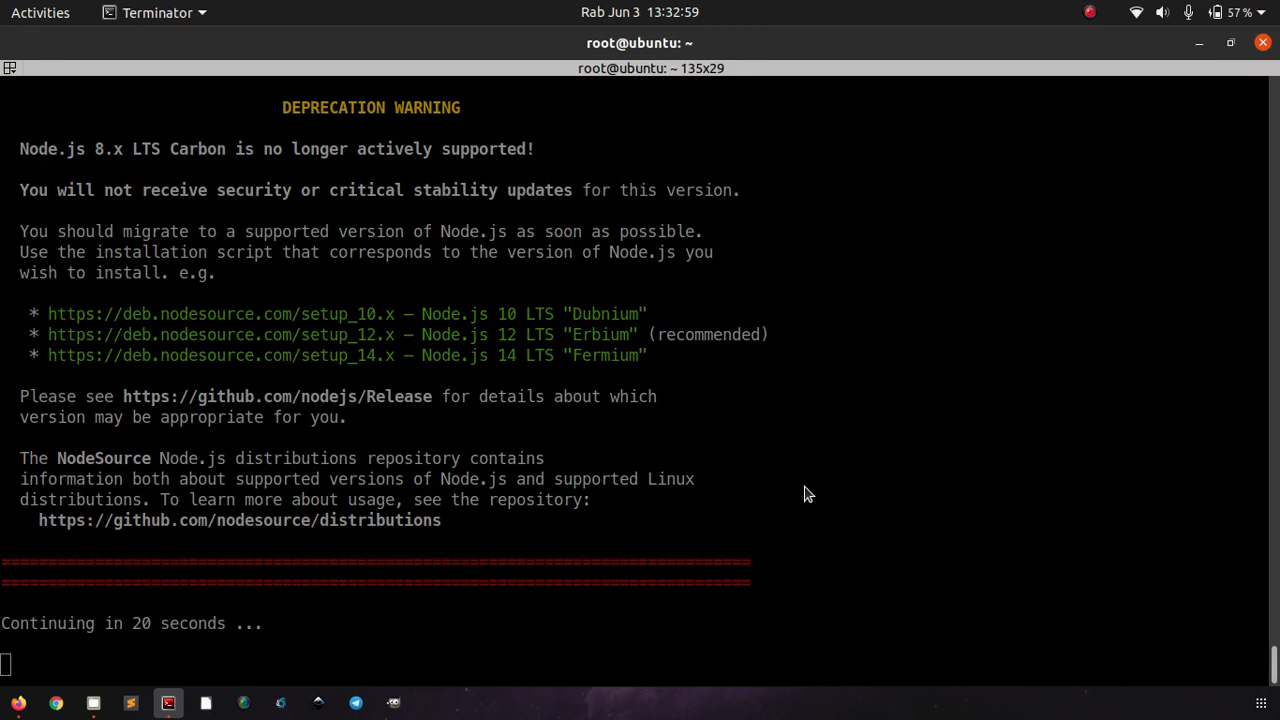 Activities
Terminator
Rab Jun 3 13:32:59
57 %
root@ubuntu: ~
root@ubuntu: ~ 135x29
DEPRECATION WARNING
Node.js 8.x LTS Carbon is no longer actively supported!
You will not receive security or critical stability updates for this version.
You should migrate to a supported version of Node.js as soon as possible.
Use the installation script that corresponds to the version of Node.js you
wish to install. e.g.
* https://deb.nodesource.com/setup_10.x — Node.js 10 LTS "Dubnium"
* https://deb.nodesource.com/setup_12.x — Node.js 12 LTS "Erbium" (recommended)
* https://deb.nodesource.com/setup_14.x — Node.js 14 LTS "Fermium"
Please see https://github.com/nodejs/Release for details about which
version may be appropriate for you.
The NodeSource Node.js distributions repository contains
information both about supported versions of Node.js and supported Linux
distributions. To learn more about usage, see the repository:
https://github.com/nodesource/distributions
================================================================================
================================================================================
Continuing in 20 seconds ...